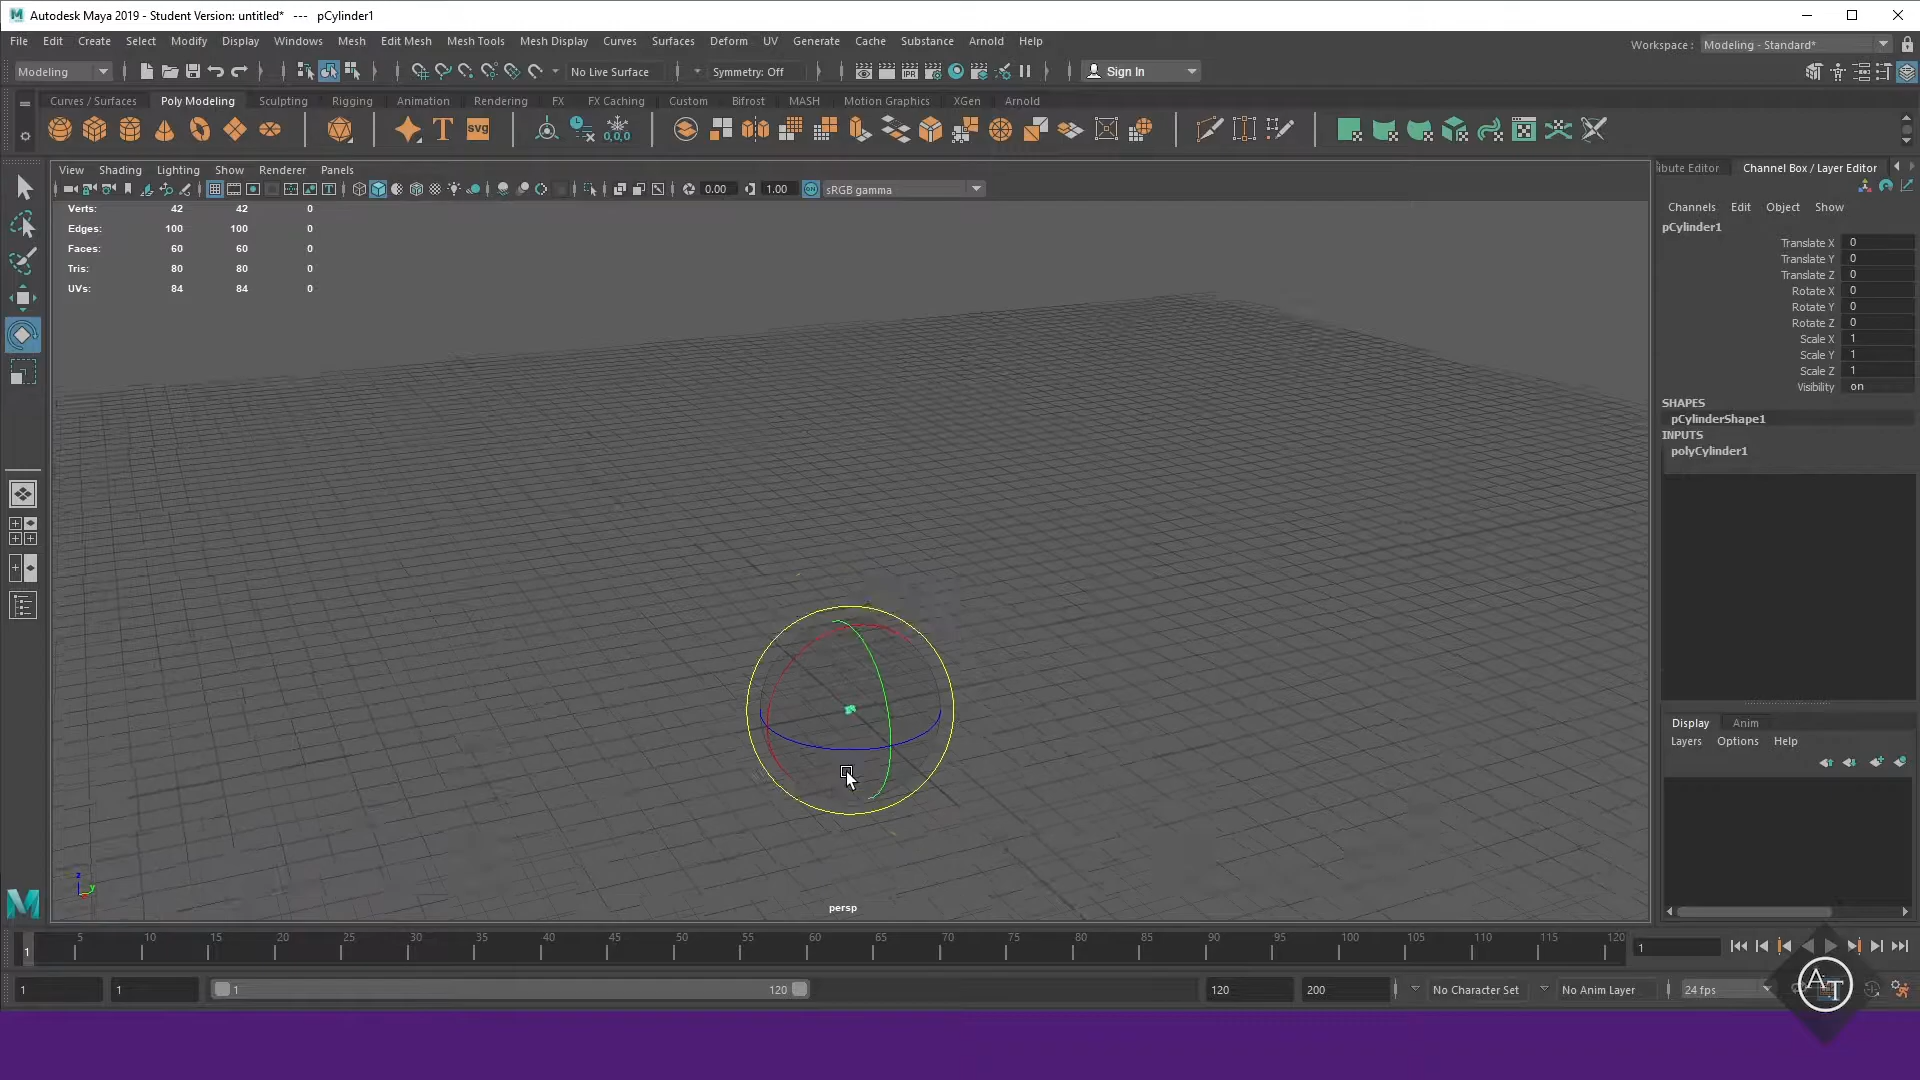 Autodesk Maya 2019 - Student Version: untitled* --- pCylinder1
File Edit Create Select Modify Display Windows Mesh Edit Mesh Mesh Tools Mesh Display Curves Surfaces Deform UV Generate Cache Substance Arnold Help
Workspace : Modeling - Standard*
Modeling No Live Surface Symmetry: Off IPR Sign In
Curves / Surfaces Poly Modeling Sculpting Rigging Animation Rendering FX FX Caching Custom Bifrost MASH Motion Graphics XGen Arnold
T SVG 0,0,0
View Shading Lighting Show Renderer Panels
0.00 1.00 ON sRGB gamma
Verts: 42 42 0
Edges: 100 100 0
Faces: 60 60 0
Tris: 80 80 0
UVs: 84 84 0
z
y
persp
ibute Editor Channel Box / Layer Editor
Channels Edit Object Show
pCylinder1
Translate X 0
Translate Y 0
Translate Z 0
Rotate X 0
Rotate Y 0
Rotate Z 0
Scale X 1
Scale Y 1
Scale Z 1
Visibility on
SHAPES
pCylinderShape1
INPUTS
polyCylinder1
Display Anim
Layers Options Help
1 5 10 15 20 25 30 35 40 45 50 55 60 65 70 75 80 85 90 95 100 105 110 115 120
1
1 1 1 120 120 200 No Character Set No Anim Layer 24 fps
AT